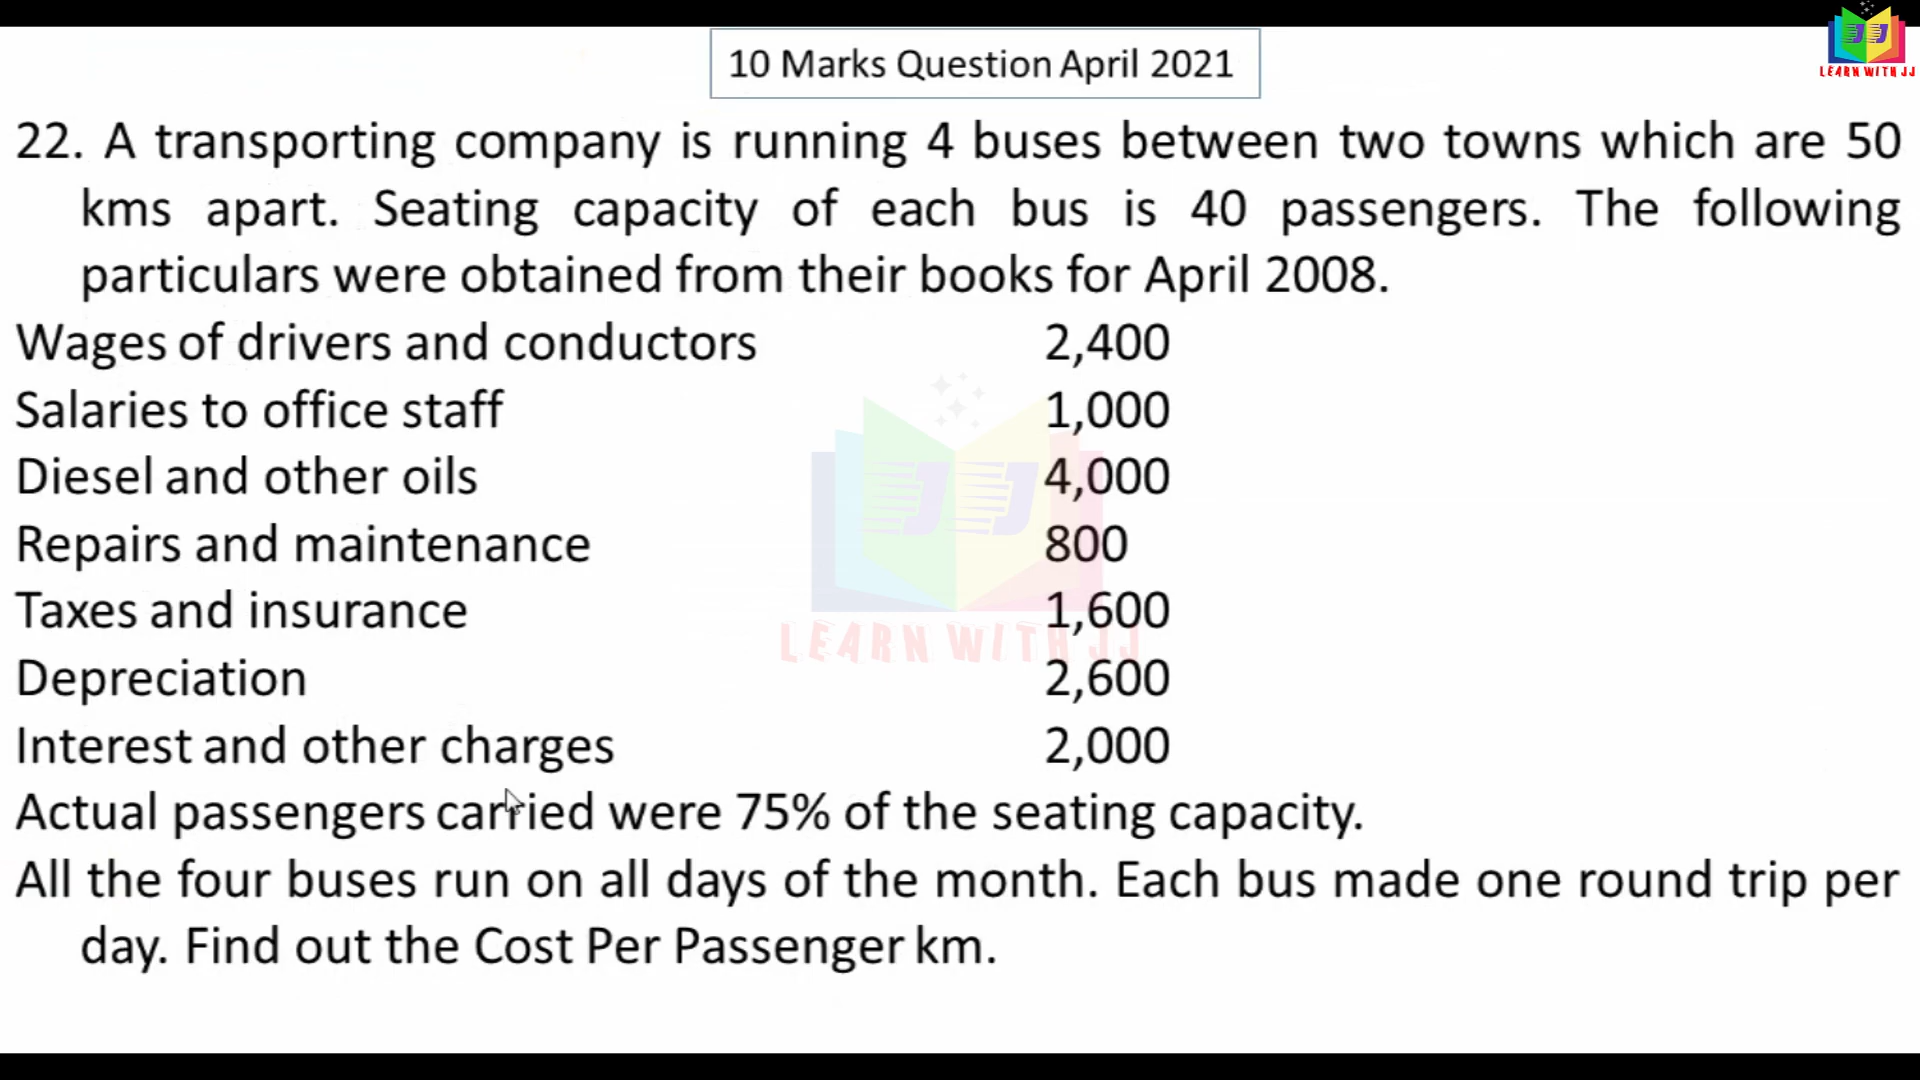 10 Marks Question April 2021
LEARN WITH JJ
22. A transporting company is running 4 buses between two towns which are 50
kms apart. Seating capacity of each bus is 40 passengers. The following
particulars were obtained from their books for April 2008.
Wages of drivers and conductors 2,400
Salaries to office staff 1,000
Diesel and other oils 4,000
Repairs and maintenance 800
Taxes and insurance 1,600
LEARN WITH JJ
Depreciation 2,600
Interest and other charges 2,000
Actual passengers carried were 75% of the seating capacity.
All the four buses run on all days of the month. Each bus made one round trip per
day. Find out the Cost Per Passenger km.